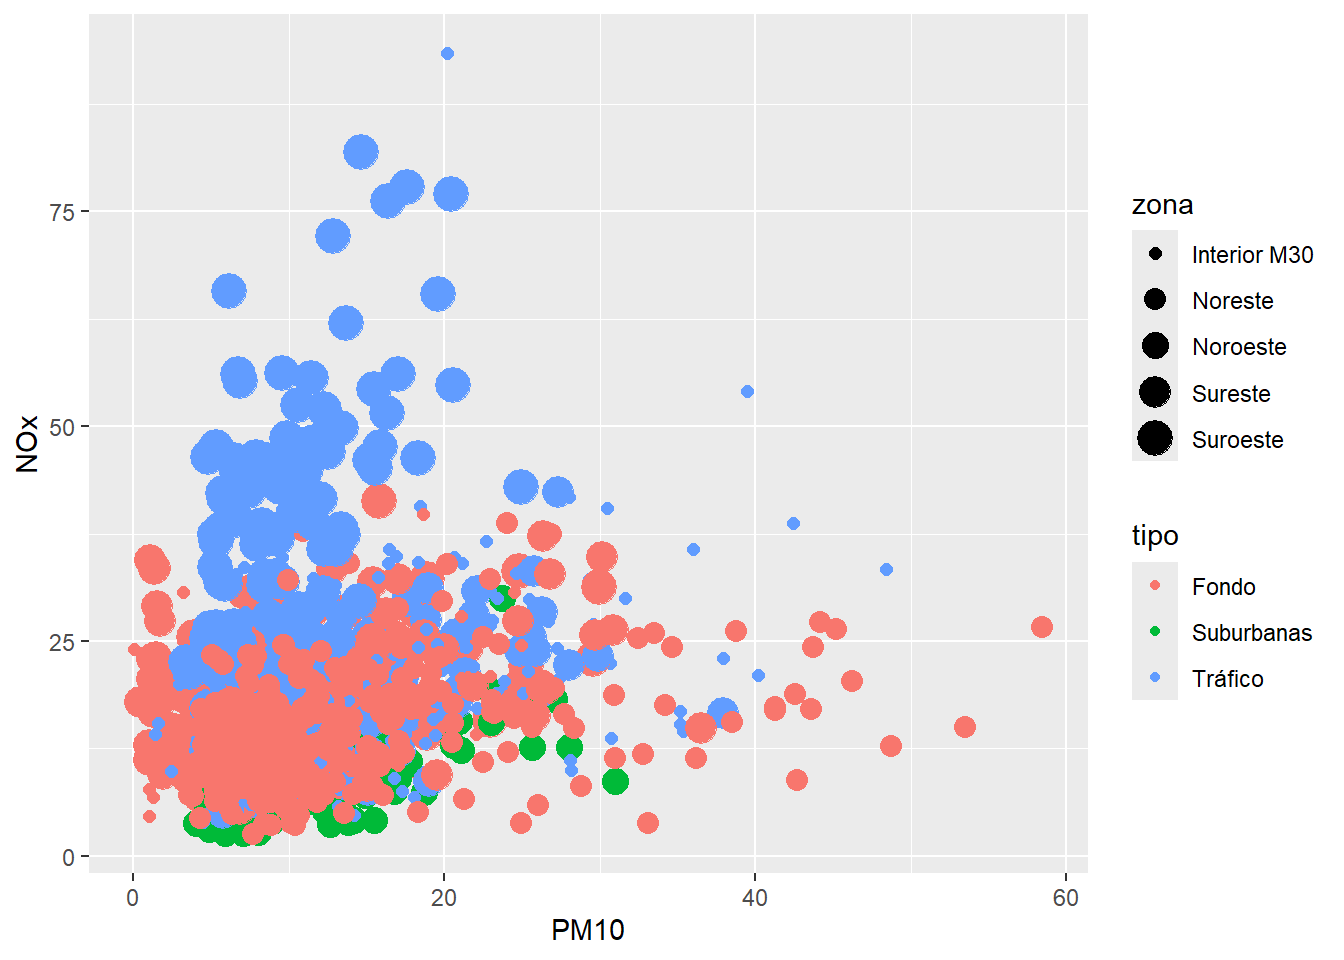 NOx
75
50
25
0
0 20 40 60
PM10
zona
Interior M30
Noreste
Noroeste
Sureste
Suroeste
tipo
Fondo
Suburbanas
Tráfico